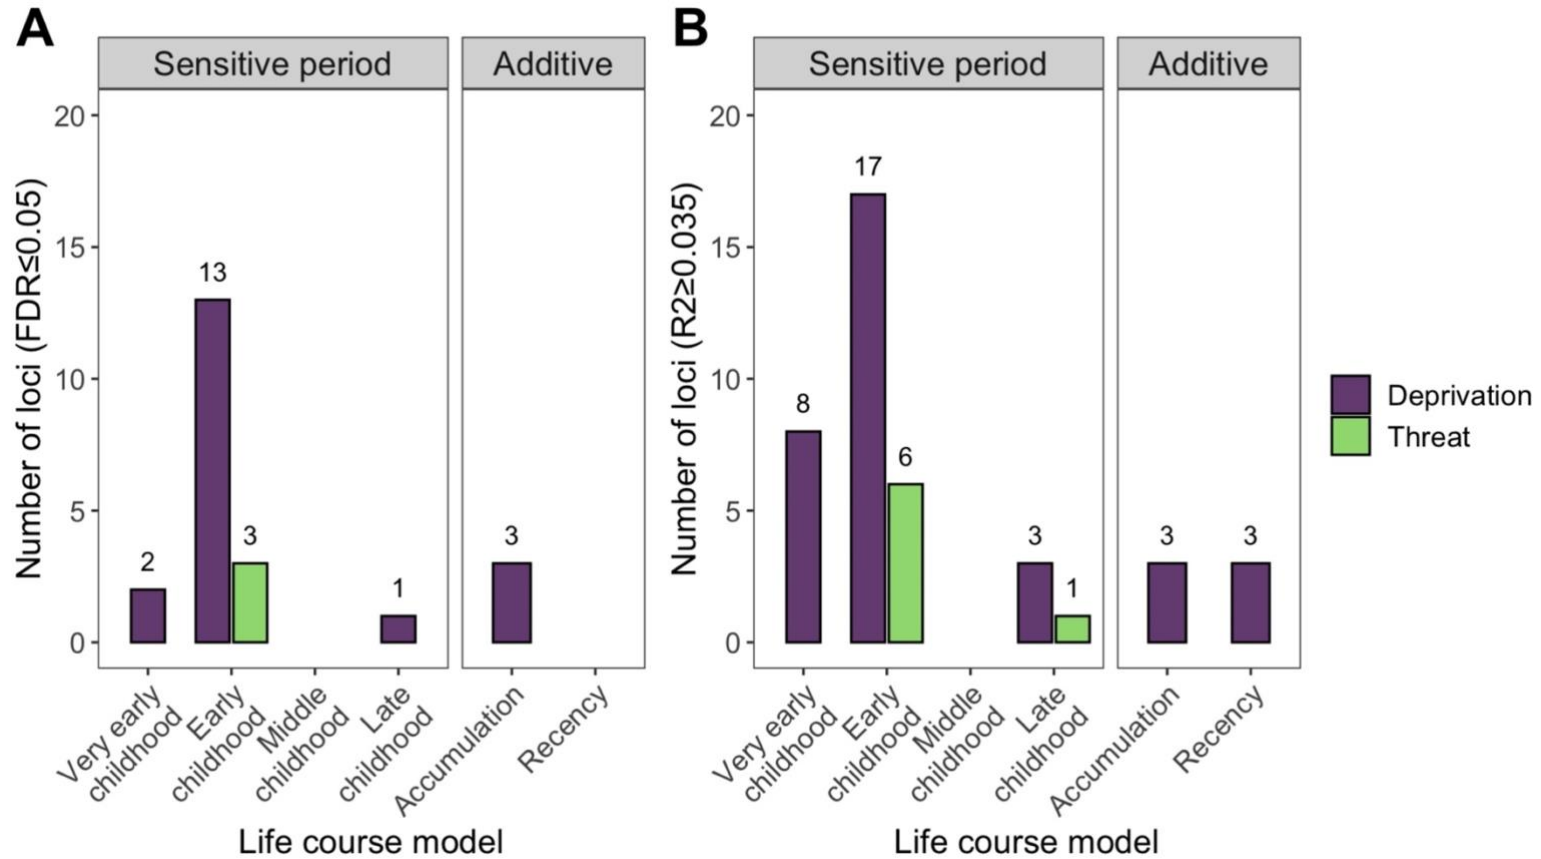 A
Sensitive period
Additive
Number of loci (FDR≤0.05)
20
15
10
5
0
2
13
3
1
3
Very early
childhood
Early
childhood
Middle
childhood
Late
childhood
Accumulation
Recency
Life course model
B
Sensitive period
Additive
Number of loci (R2≥0.035)
20
15
10
5
0
8
17
6
3
1
3
3
Very early
childhood
Early
childhood
Middle
childhood
Late
childhood
Accumulation
Recency
Life course model
Deprivation
Threat